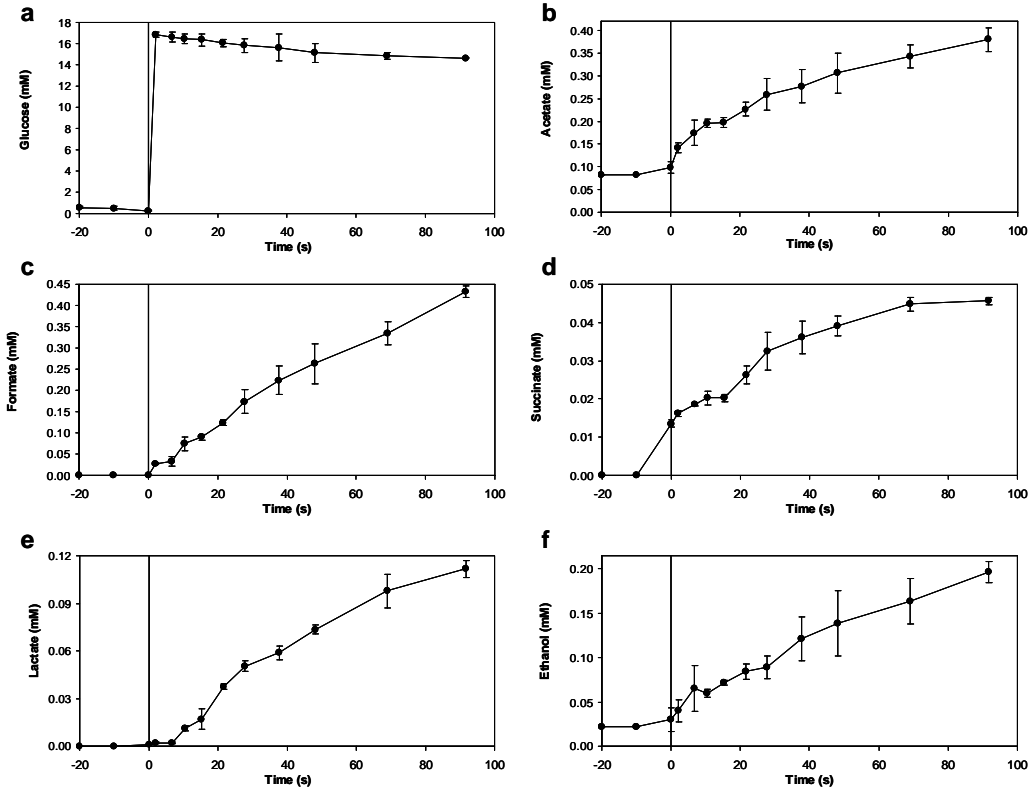 a
Glucose (mM)
18
16
14
12
10
8
6
4
2
0
-20 0 20 40 60 80 100
Time (s)
b
Acetate (mM)
0.40
0.35
0.30
0.25
0.20
0.15
0.10
0.05
0.00
-20 0 20 40 60 80 100
Time (s)
c
Formate (mM)
0.45
0.40
0.35
0.30
0.25
0.20
0.15
0.10
0.05
0.00
-20 0 20 40 60 80 100
Time (s)
d
Succinate (mM)
0.05
0.04
0.03
0.02
0.01
0.00
-20 0 20 40 60 80 100
Time (s)
e
Lactate (mM)
0.12
0.09
0.06
0.03
0.00
-20 0 20 40 60 80 100
Time (s)
f
Ethanol (mM)
0.20
0.15
0.10
0.05
0.00
-20 0 20 40 60 80 100
Time (s)